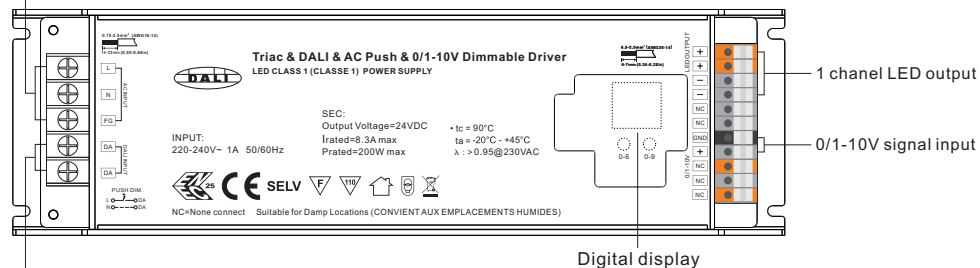 0.75-2.5mm² (AWG18-14)
14-22mm (0.55-0.86in)
L
N
FG
AC INPUT
DA
DA
DALI INPUT
PUSH DIM
L DA
N DA
Triac & DALI & AC Push & 0/1-10V Dimmable Driver
LED CLASS 1 (CLASSE 1) POWER SUPPLY
DALI
INPUT:
220-240V~ 1A 50/60Hz
SEC:
Output Voltage=24VDC
Irated=8.3A max
Prated=200W max
• tc = 90°C
ta = -20°C - +45°C
λ : >0.95@230VAC
25
CE SELV F 110
NC=None connect Suitable for Damp Locations (CONVIENT AUX EMPLACEMENTS HUMIDES)
0-6 0-9
LED OUTPUT
+
+
–
–
NC
NC
GND
+
NC
NC
0/1-10V
1 chanel LED output
0/1-10V signal input
Digital display